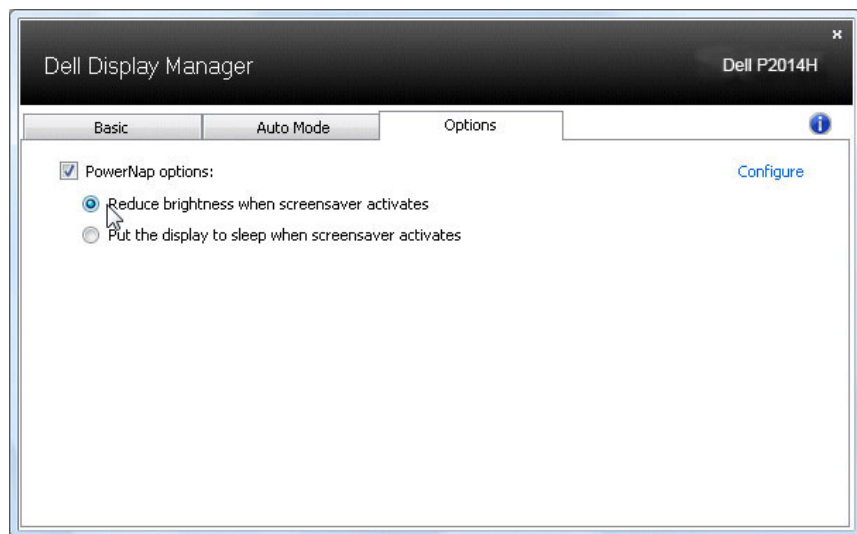 Dell Display Manager
Dell P2014H
Basic
Auto Mode
Options
PowerNap options:
Configure
Reduce brightness when screensaver activates
Put the display to sleep when screensaver activates